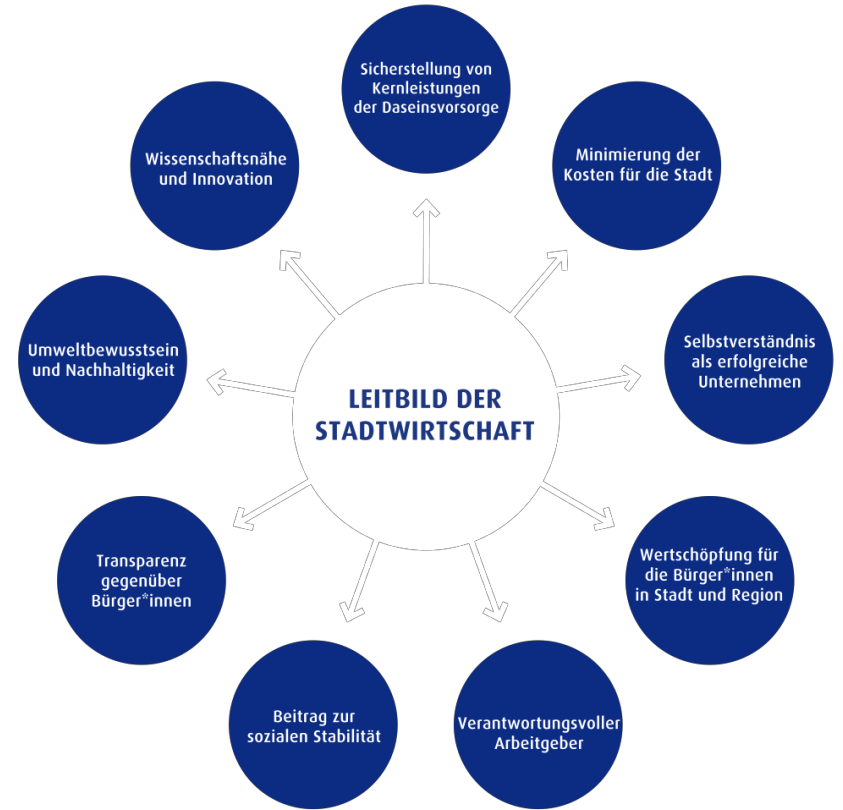 Sicherstellung von
Kernleistungen
der Daseinsvorsorge
Minimierung der
Kosten für die Stadt
Selbstverständnis
als erfolgreiche
Unternehmen
Wertschöpfung für
die Bürger*innen
in Stadt und Region
Verantwortungsvoller
Arbeitgeber
Beitrag zur
sozialen Stabilität
Transparenz
gegenüber
Bürger*innen
Umweltbewusstsein
und Nachhaltigkeit
Wissenschaftsnähe
und Innovation
LEITBILD DER
STADTWIRTSCHAFT